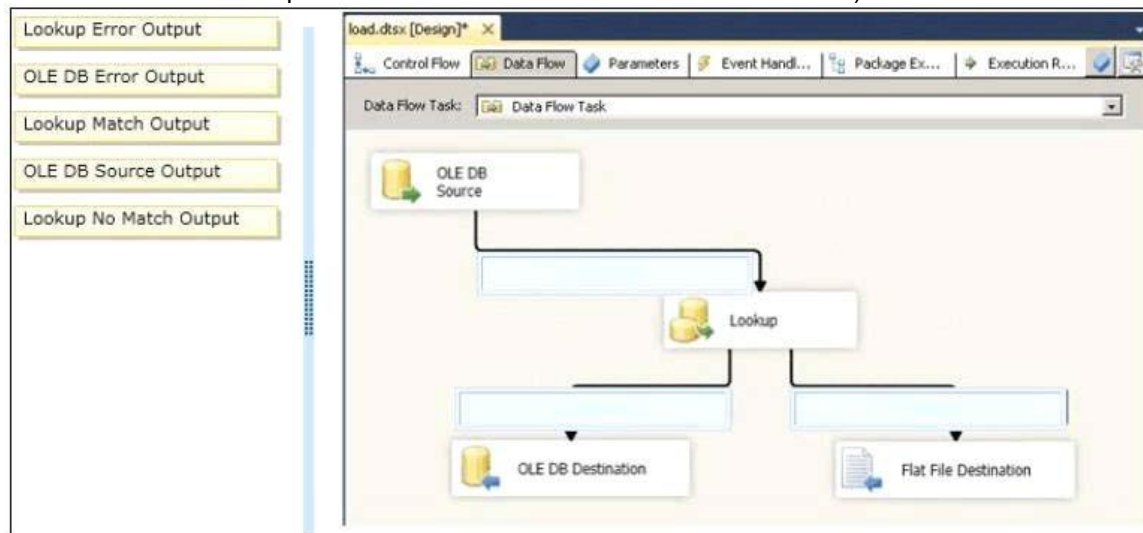 Lookup Error Output
OLE DB Error Output
Lookup Match Output
OLE DB Source Output
Lookup No Match Output
load.dtsx [Design]*
Control Flow
Data Flow
Parameters
Event Handl...
Package Ex...
Execution R...
Data Flow Task:
Data Flow Task
OLE DB
Source
Lookup
OLE DB Destination
Flat File Destination